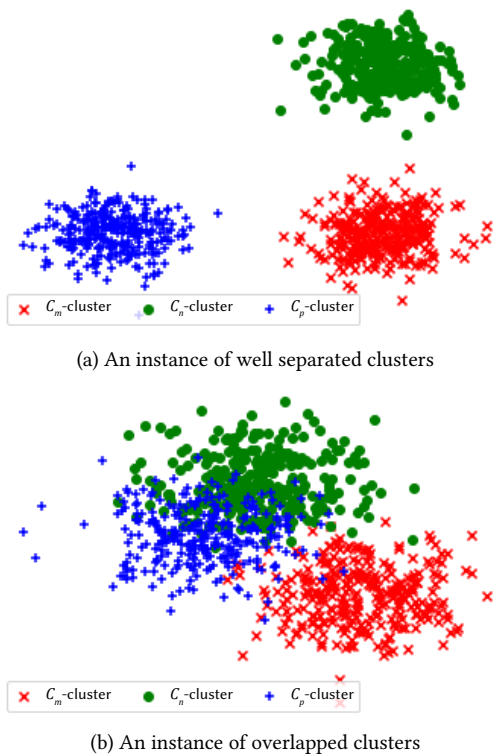 C_m-cluster C_n-cluster C_p-cluster
(a) An instance of well separated clusters
C_m-cluster C_n-cluster C_p-cluster
(b) An instance of overlapped clusters